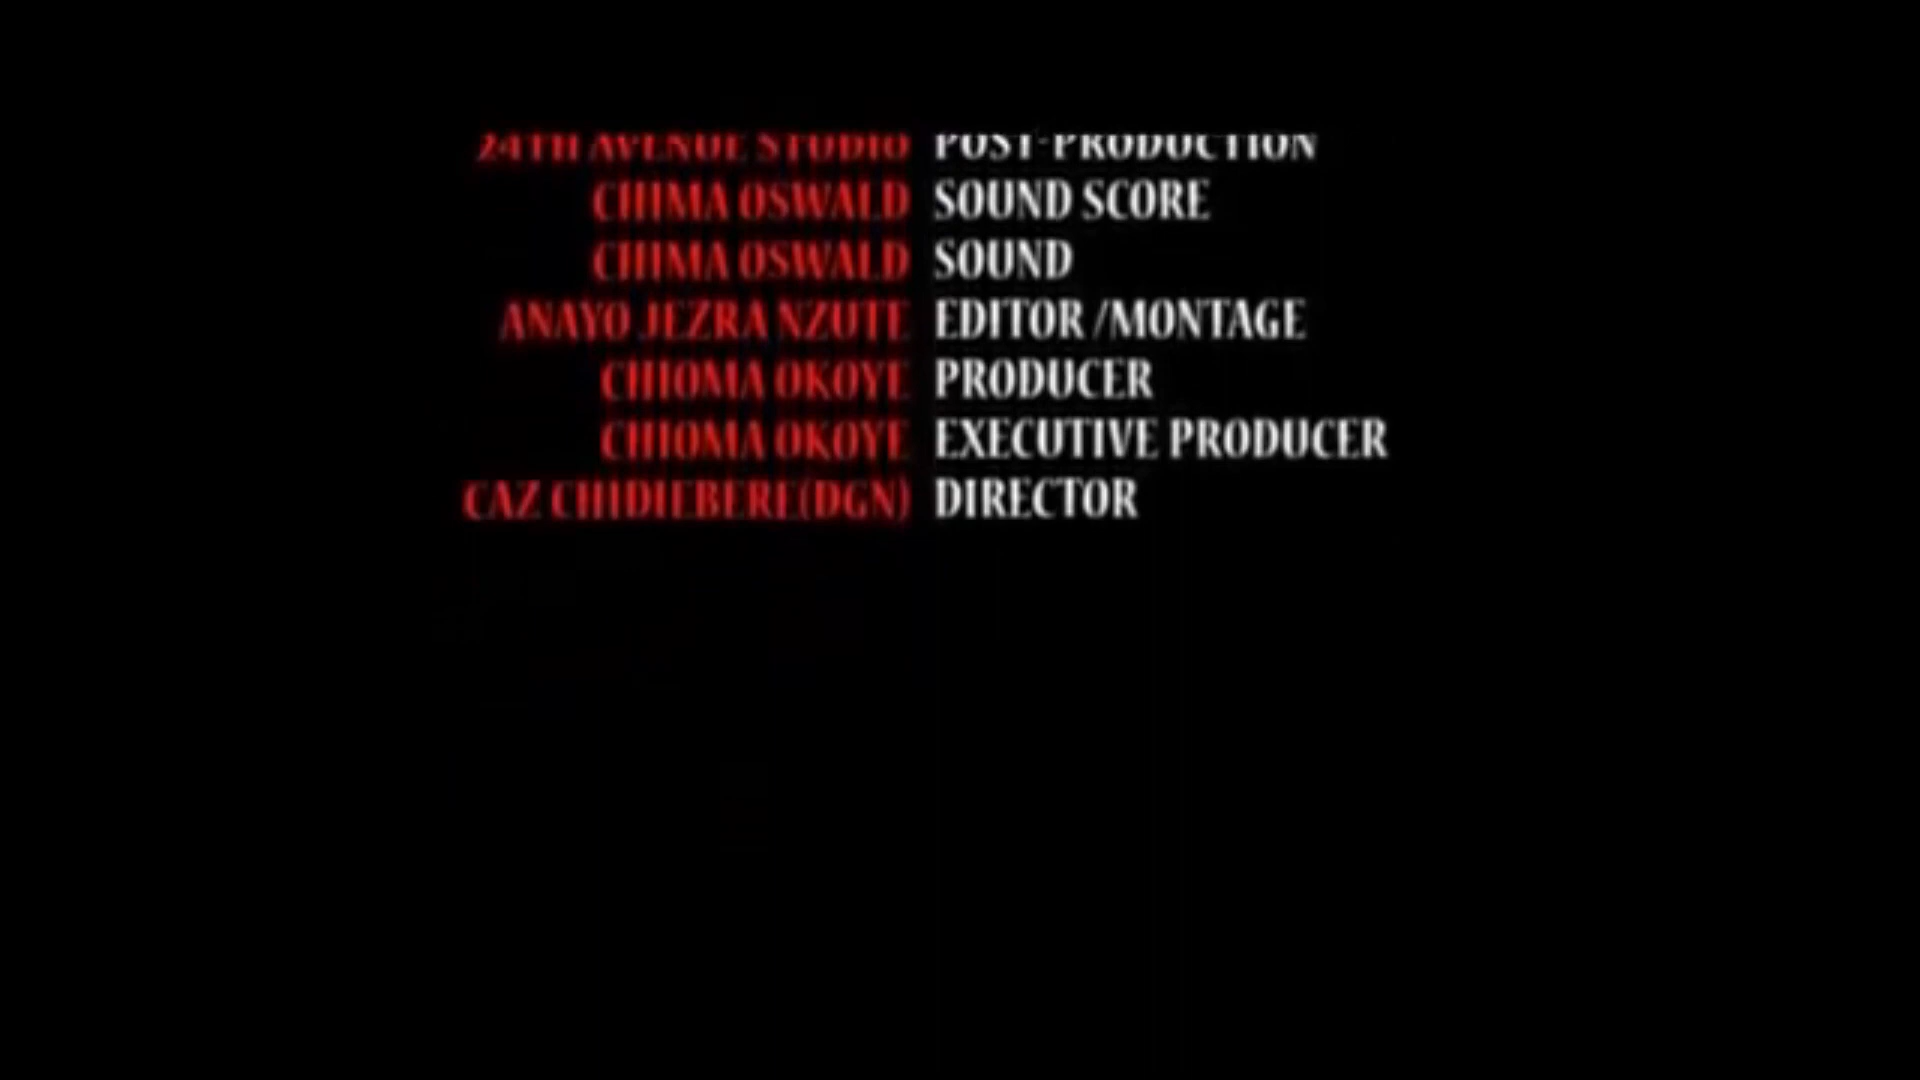 24TH AVENUE STUDIO POST-PRODUCTION
CHIMA OSWALD SOUND SCORE
CHIMA OSWALD SOUND
ANAYO JEZRA NZUTE EDITOR /MONTAGE
CHIOMA OKOYE PRODUCER
CHIOMA OKOYE EXECUTIVE PRODUCER
CAZ CHIDIEBERE(DGN) DIRECTOR